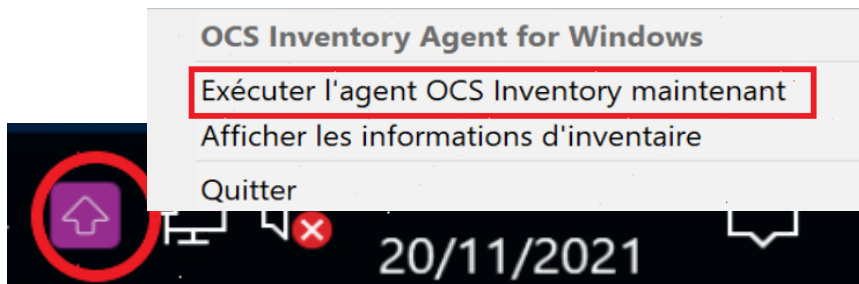 OCS Inventory Agent for Windows
Exécuter l'agent OCS Inventory maintenant
Afficher les informations d'inventaire
Quitter
20/11/2021